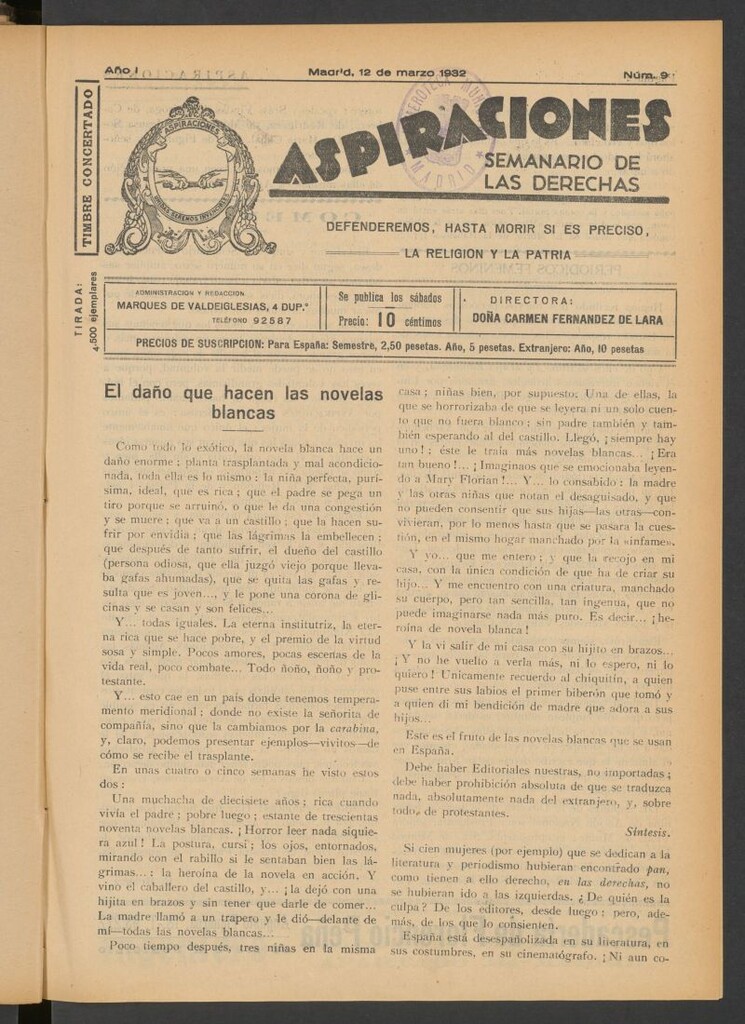 Año I
Madrid, 12 de marzo 1932
Núm. 9
TIMBRE CONCERTADO
ASPIRACIONES
ASPIRACIONES
SEMANARIO DE
LAS DERECHAS
MADRID
DEFENDEREMOS, HASTA MORIR SI ES PRECISO,
LA RELIGION Y LA PATRIA
TIRADA:
4.500 ejemplares
ADMINISTRACION Y REDACCION
MARQUES DE VALDEIGLESIAS, 4 DUP.º
TELÉFONO 92587
Se publica los sábados
Precio: 10 céntimos
DIRECTORA:
DOÑA CARMEN FERNANDEZ DE LARA
PRECIOS DE SUSCRIPCION: Para España: Semestre, 2,50 pesetas. Año, 5 pesetas. Extranjero: Año, 10 pesetas
El daño que hacen las novelas
blancas
Como todo lo exótico, la novela blanca hace un
daño enorme; planta trasplantada y mal acondicio-
nada, toda ella es lo mismo: la niña perfecta, purí-
sima, ideal, que es rica; que el padre se pega un
tiro porque se arruinó, o que le da una congestión
y se muere; que va a un castillo; que la hacen su-
frir por envidia; que las lágrimas la embellecen;
que después de tanto sufrir, el dueño del castillo
(persona odiosa, que ella juzgó viejo porque lleva-
ba gafas ahumadas), que se quita las gafas y re-
sulta que es joven..., y le pone una corona de gli-
cinas y se casan y son felices...
Y... todas iguales. La eterna institutriz, la eter-
na rica que se hace pobre, y el premio de la virtud
sosa y simple. Pocos amores, pocas escenas de la
vida real, poco combate... Todo ñoño, ñoño y pro-
testante.
Y... esto cae en un país donde tenemos tempera-
mento meridional; donde no existe la señorita de
compañía, sino que la cambiamos por la carabina,
y, claro, podemos presentar ejemplos—vivitos—de
cómo se recibe el trasplante.
En unas cuatro o cinco semanas he visto estos
dos:
Una muchacha de diecisiete años; rica cuando
vivía el padre; pobre luego; estante de trescientas
noventa novelas blancas. ¡Horror leer nada siquie-
ra azul! La postura, cursi; los ojos, entornados,
mirando con el rabillo si le sentaban bien las lá-
grimas...: la heroína de la novela en acción. Y
vino el caballero del castillo, y... ¡la dejó con una
hijita en brazos y sin tener que darle de comer...
La madre llamó a un trapero y le dió—delante de
mí—todas las novelas blancas...
Poco tiempo después, tres niñas en la misma
casa; niñas bien, por supuesto. Una de ellas, la
que se horrorizaba de que se leyera ni un solo cuen-
to que no fuera blanco; sin padre también y tam-
bién esperando al del castillo. Llegó, ¡siempre hay
uno!; éste le traía más novelas blancas... ¡Era
tan bueno!... ¡Imaginaos que se emocionaba leyen-
do a Mary Florian!... Y... lo consabido: la madre
y las otras niñas que notan el desaguisado, y que
no pueden consentir que sus hijas—las otras—con-
vivieran, por lo menos hasta que se pasara la cues-
tión, en el mismo hogar manchado por la «infame».
Y yo... que me entero; y que la recojo en mi
casa, con la única condición de que ha de criar su
hijo... Y me encuentro con una criatura, manchado
su cuerpo, pero tan sencilla, tan ingenua, que no
puede imaginarse nada más puro. Es decir... ¡he-
roína de novela blanca!
Y la vi salir de mi casa con su hijito en brazos...
¡Y no he vuelto a verla más, ni lo espero, ni lo
quiero! Unicamente recuerdo al chiquitín, a quien
puse entre sus labios el primer biberón que tomó y
a quien di mi bendición de madre que adora a sus
hijos...
Este es el fruto de las novelas blancas que se usan
en España.
Debe haber Editoriales nuestras, no importadas;
debe haber prohibición absoluta de que se traduzca
nada, absolutamente nada del extranjero, y, sobre
todo, de protestantes.
Síntesis.
Si cien mujeres (por ejemplo) que se dedican a la
literatura y periodismo hubieran encontrado pan,
como tienen a ello derecho, en las derechas, no
se hubieran ido a las izquierdas. ¿De quién es la
culpa? De los editores, desde luego; pero, ade-
más, de los que lo consienten.
España está desespañolizada en su literatura, en
sus costumbres, en su cinematógrafo. ¡Ni aun co-